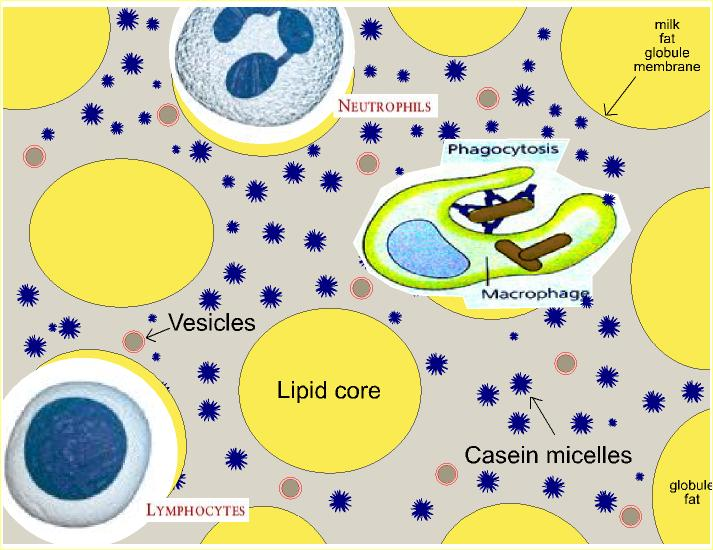 milk
fat
globule
membrane
NEUTROPHILS
Phagocytosis
Macrophage
Vesicles
Lipid core
Casein micelles
globule
fat
LYMPHOCYTES